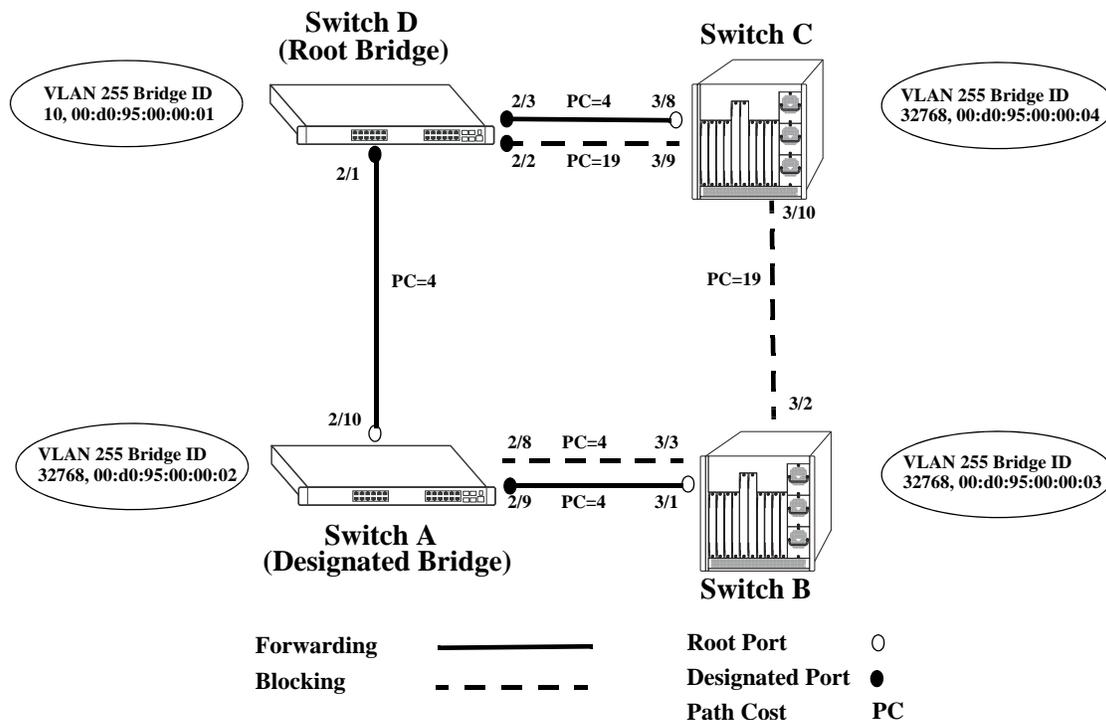 Switch D
(Root Bridge)
Switch C
VLAN 255 Bridge ID
10, 00:d0:95:00:00:01
2/3 PC=4 3/8
2/2 PC=19 3/9
VLAN 255 Bridge ID
32768, 00:d0:95:00:00:04
2/1
3/10
PC=4
PC=19
2/10
3/2
VLAN 255 Bridge ID
32768, 00:d0:95:00:00:02
2/8 PC=4 3/3
2/9 PC=4 3/1
VLAN 255 Bridge ID
32768, 00:d0:95:00:00:03
Switch A
(Designated Bridge)
Switch B
Forwarding
Blocking
Root Port
Designated Port
Path Cost PC